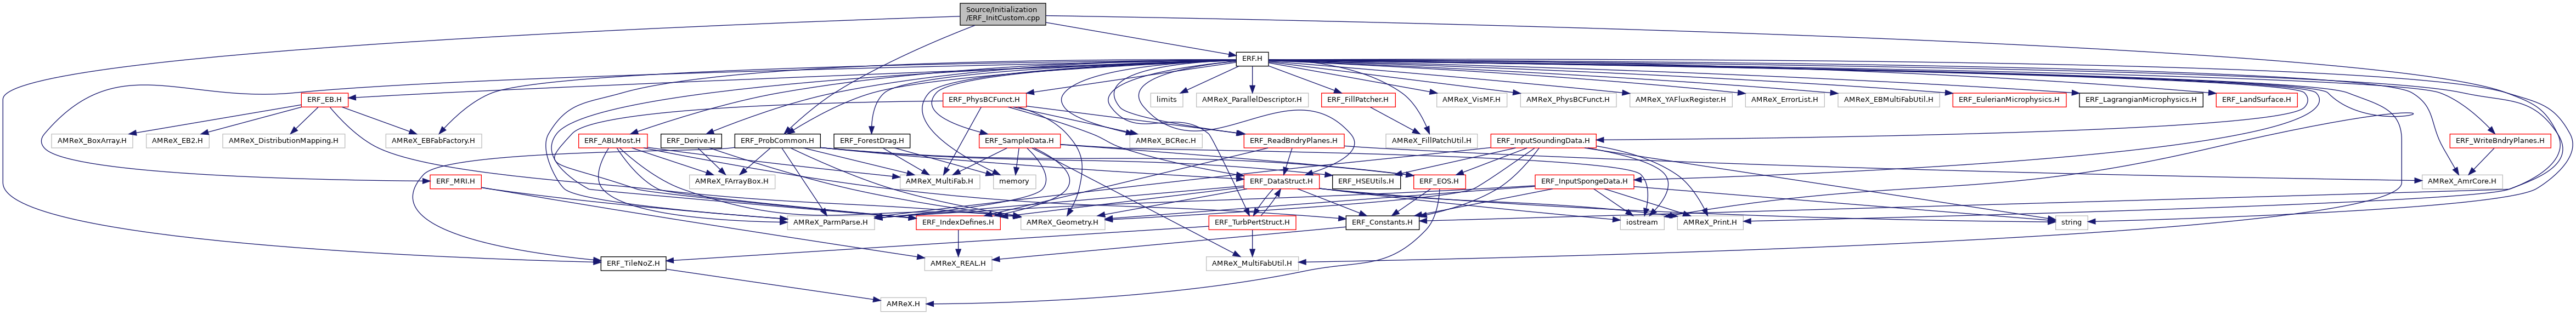 Source/Initialization
/ERF_InitCustom.cpp
ERF.H
ERF_EB.H
ERF_PhysBCFunct.H
limits
AMReX_ParallelDescriptor.H
ERF_FillPatcher.H
AMReX_VisMF.H
AMReX_PhysBCFunct.H
AMReX_YAFluxRegister.H
AMReX_ErrorList.H
AMReX_EBMultiFabUtil.H
ERF_EulerianMicrophysics.H
ERF_LagrangianMicrophysics.H
ERF_LandSurface.H
AMReX_BoxArray.H
AMReX_EB2.H
AMReX_DistributionMapping.H
AMReX_EBFabFactory.H
ERF_ABLMost.H
ERF_Derive.H
ERF_ProbCommon.H
ERF_ForestDrag.H
ERF_SampleData.H
AMReX_BCRec.H
ERF_ReadBndryPlanes.H
AMReX_FillPatchUtil.H
ERF_InputSoundingData.H
ERF_WriteBndryPlanes.H
ERF_MRI.H
AMReX_FArrayBox.H
AMReX_MultiFab.H
memory
ERF_DataStruct.H
ERF_HSEUtils.H
ERF_EOS.H
ERF_InputSpongeData.H
AMReX_AmrCore.H
AMReX_ParmParse.H
ERF_IndexDefines.H
AMReX_Geometry.H
ERF_TurbPertStruct.H
ERF_Constants.H
iostream
AMReX_Print.H
string
ERF_TileNoZ.H
AMReX_REAL.H
AMReX_MultiFabUtil.H
AMReX.H